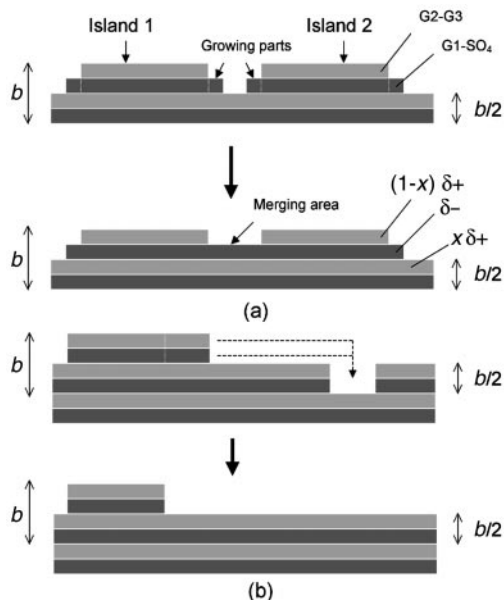 Island 1
Island 2
G2-G3
Growing parts
G1-SO₄
b
b/2
Merging area
(1-x) δ+
δ−
x δ+
b
b/2
(a)
b
b/2
b
b/2
(b)